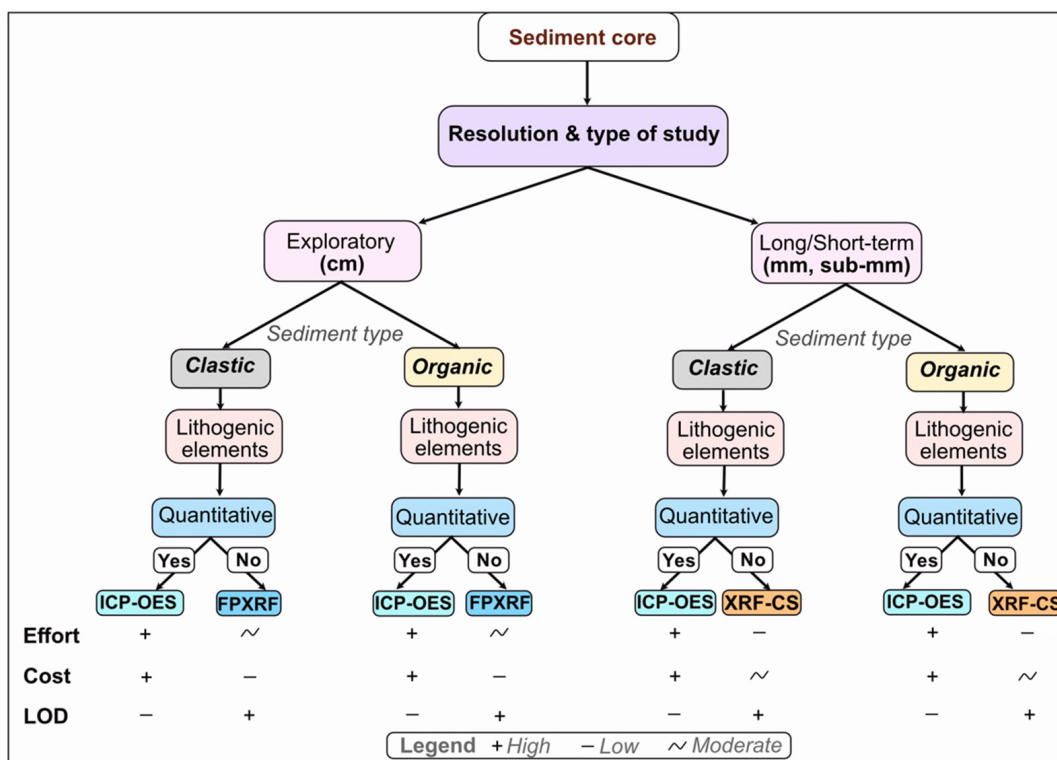 Sediment core
Resolution & type of study
Exploratory
(cm)
Long/Short-term
(mm, sub-mm)
Sediment type
Sediment type
Clastic
Organic
Clastic
Organic
Lithogenic
elements
Lithogenic
elements
Lithogenic
elements
Lithogenic
elements
Quantitative
Quantitative
Quantitative
Quantitative
Yes No Yes No Yes No Yes No
ICP-OES FPXRF ICP-OES FPXRF ICP-OES XRF-CS ICP-OES XRF-CS
Effort + ~ + ~ + − + −
Cost + − + − + ~ + ~
LOD − + − + − + − +
Legend + High − Low ~ Moderate